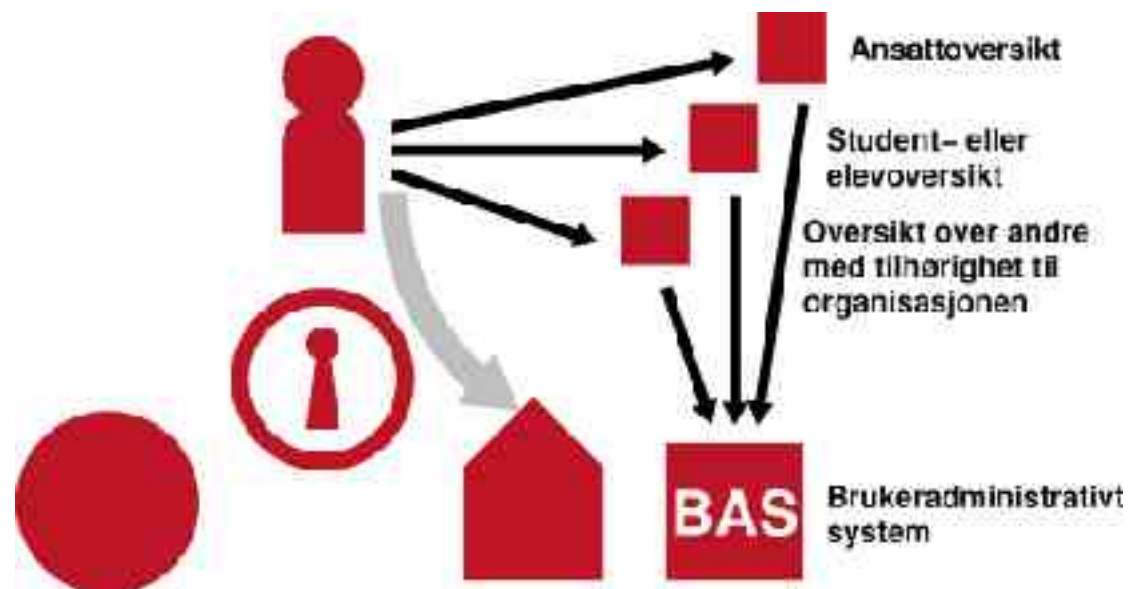 Ansattoversikt
Student– eller
elevoversikt
Oversikt over andre
med tilhørighet til
organisasjonen
BAS
Brukeradministrativt
system